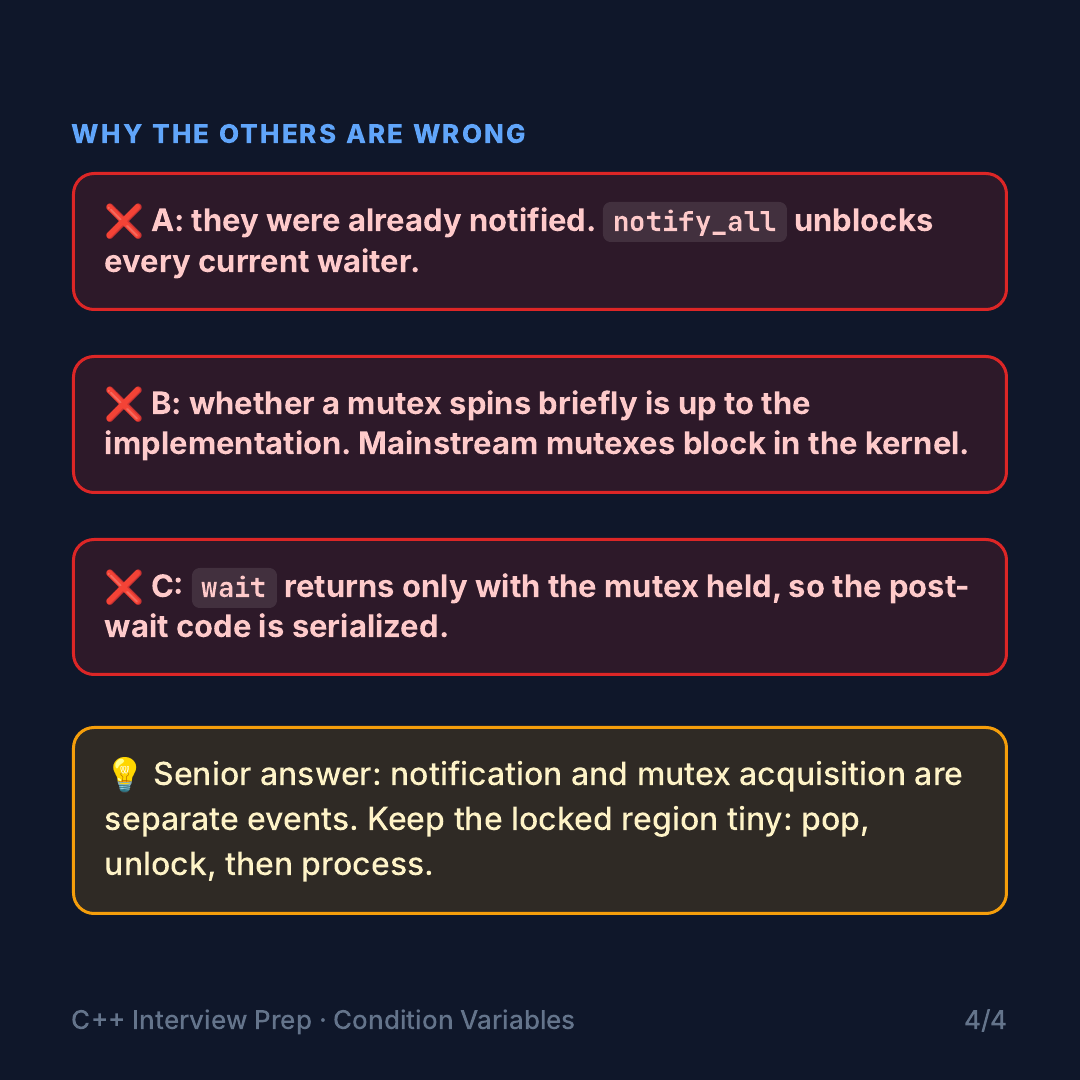 WHY THE OTHERS ARE WRONG
❌ A: they were already notified. notify_all unblocks
every current waiter.
❌ B: whether a mutex spins briefly is up to the
implementation. Mainstream mutexes block in the kernel.
❌ C: wait returns only with the mutex held, so the post-
wait code is serialized.
💡 Senior answer: notification and mutex acquisition are
separate events. Keep the locked region tiny: pop,
unlock, then process.
C++ Interview Prep · Condition Variables
4/4